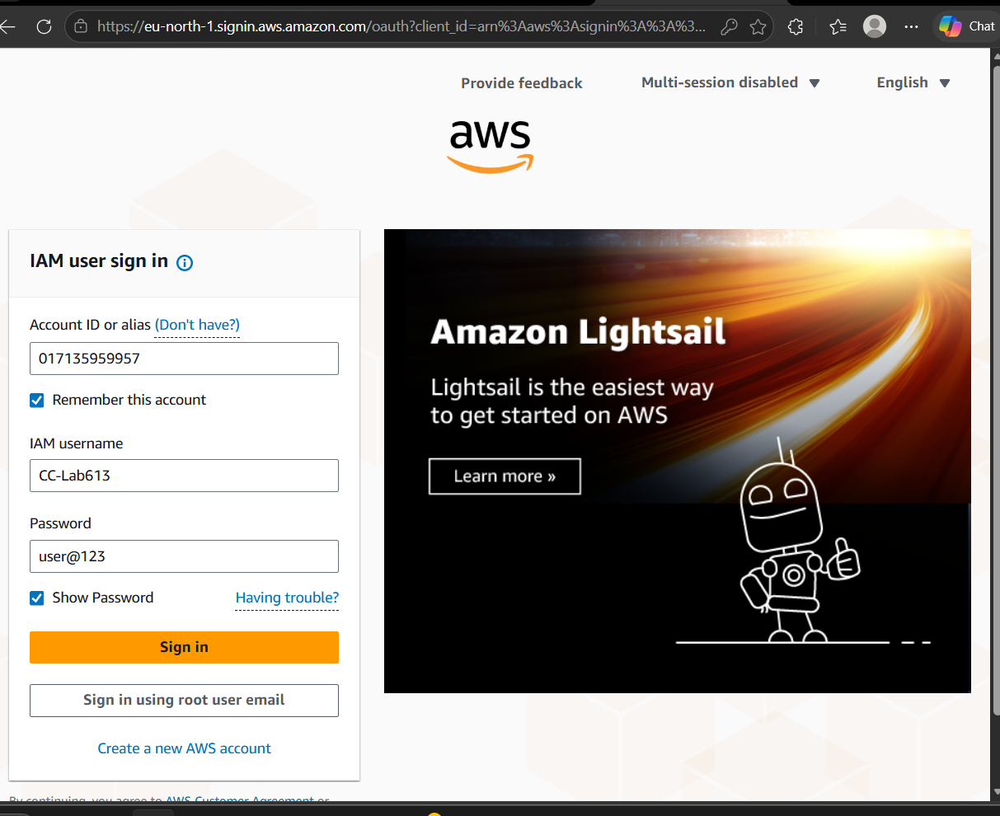 https://eu-north-1.signin.aws.amazon.com/oauth?client_id=arn%3Aaws%3Asignin%3A%3A%3...
Chat
Provide feedback
Multi-session disabled
English
aws
IAM user sign in
Account ID or alias (Don't have?)
017135959957
Remember this account
IAM username
CC-Lab613
Password
user@123
Show Password
Having trouble?
Sign in
Sign in using root user email
Create a new AWS account
By continuing, you agree to AWS Customer Agreement or
Amazon Lightsail
Lightsail is the easiest way
to get started on AWS
Learn more »